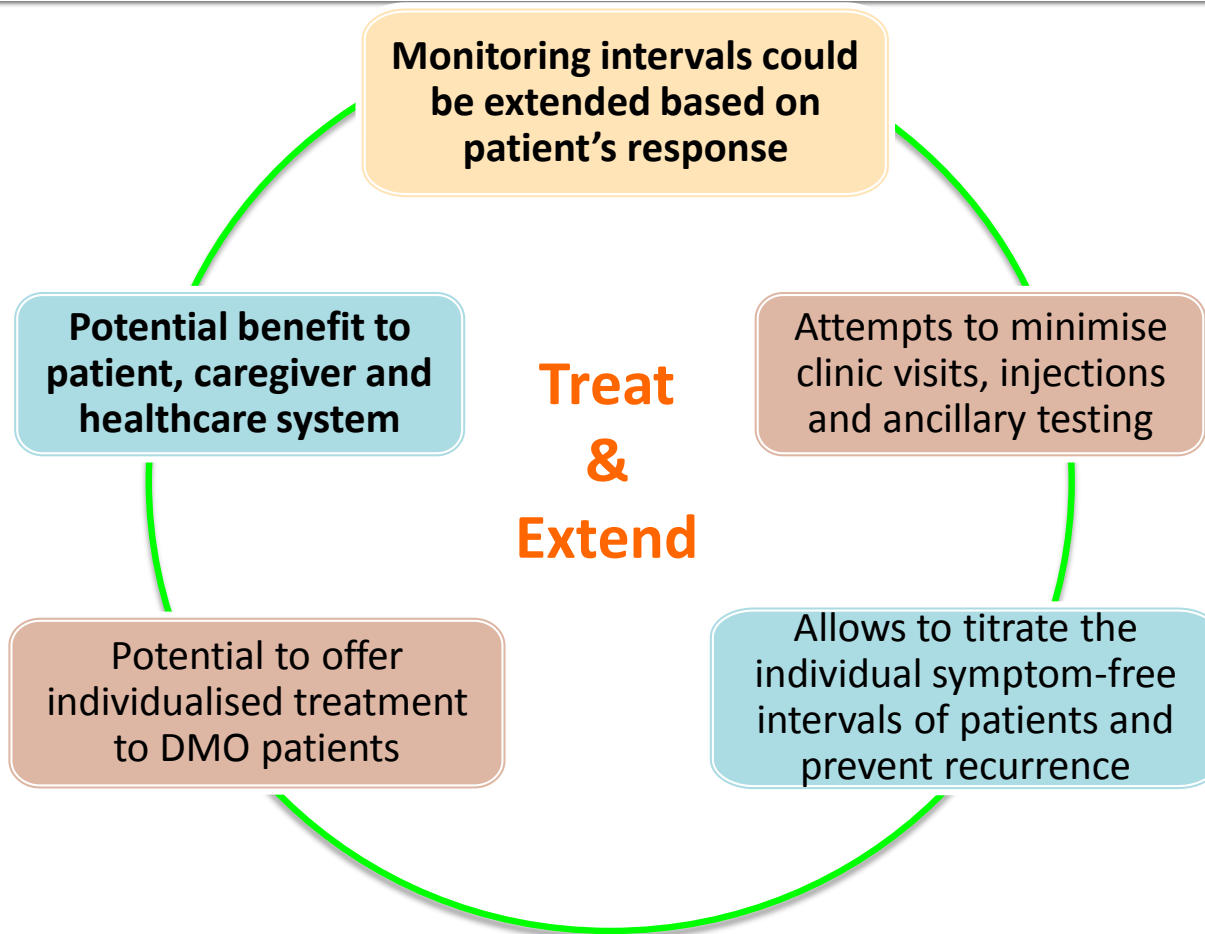 Monitoring intervals could
be extended based on
patient’s response
Potential benefit to
patient, caregiver and
healthcare system
Attempts to minimise
clinic visits, injections
and ancillary testing
Treat
&
Extend
Potential to offer
individualised treatment
to DMO patients
Allows to titrate the
individual symptom-free
intervals of patients and
prevent recurrence